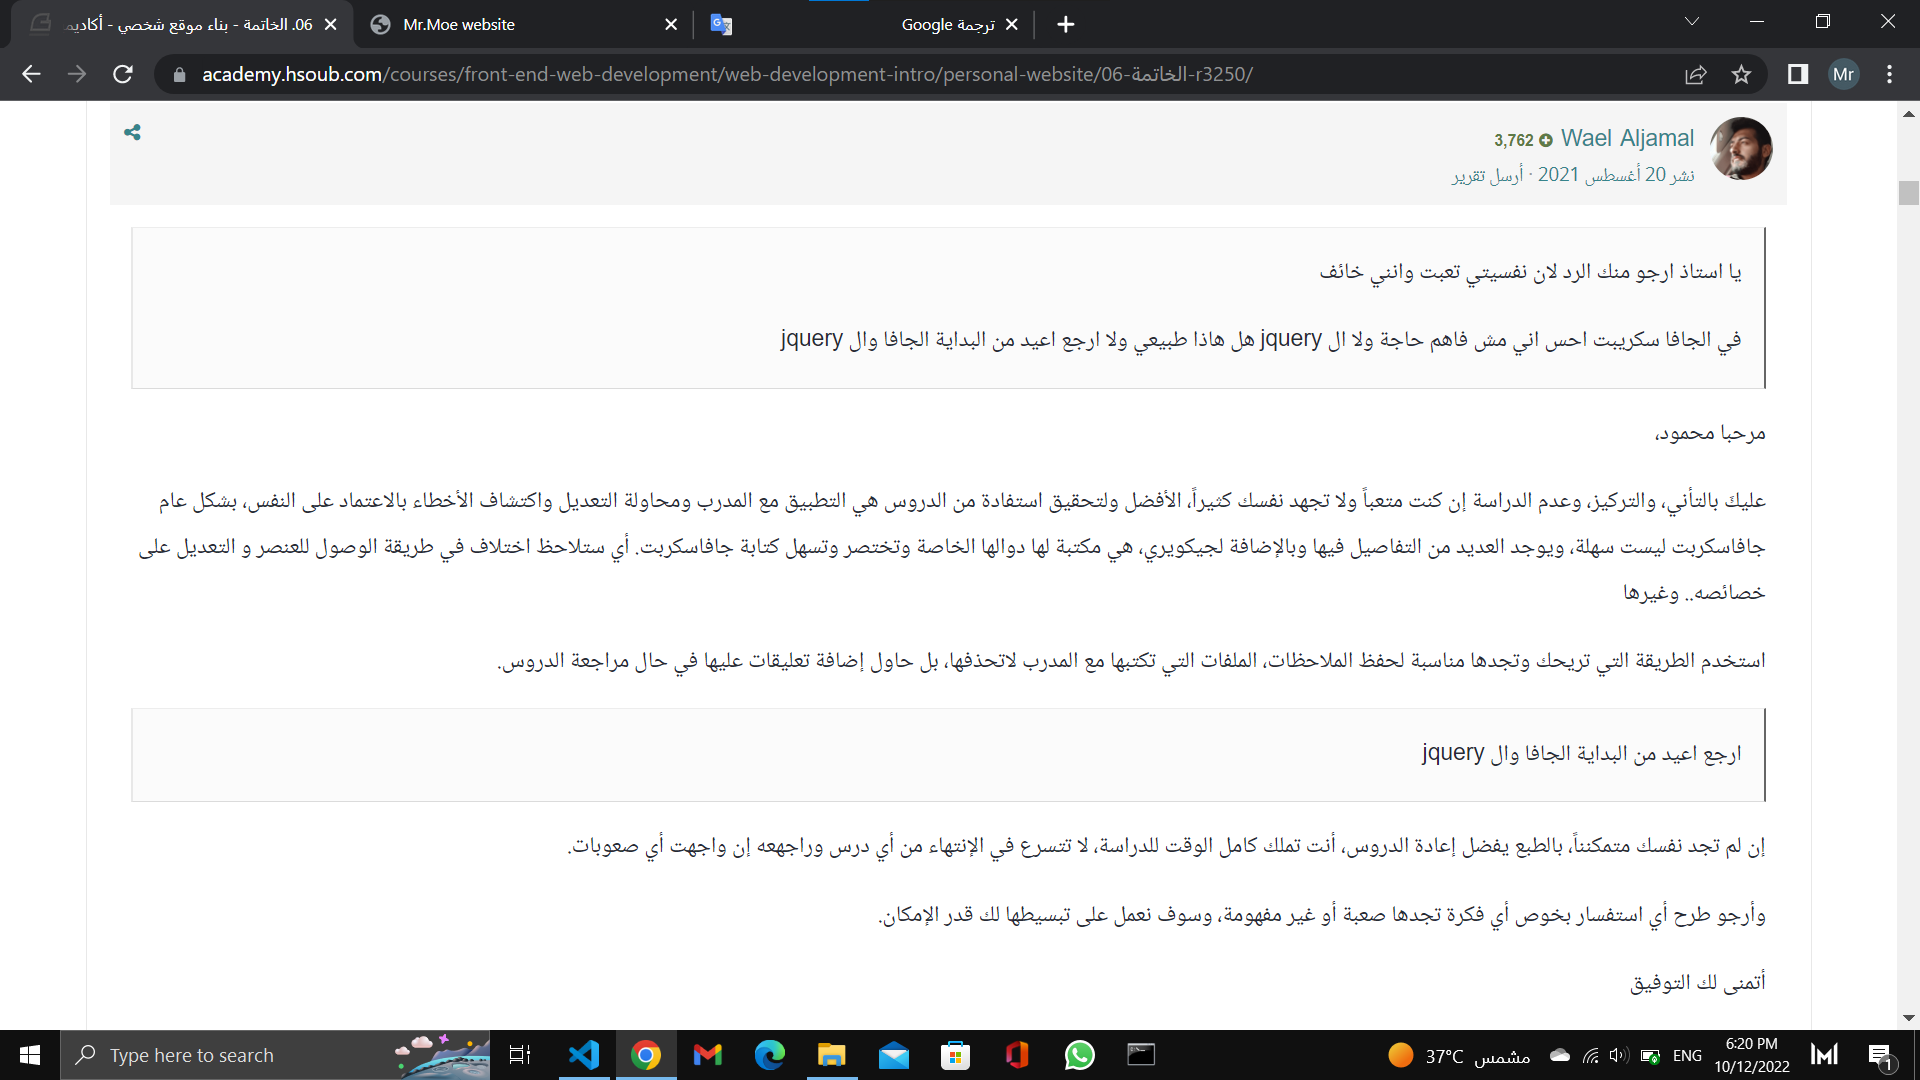 06. الخاتمة - بناء موقع شخصي - أكاديمـ
Mr.Moe website
ترجمة Google
academy.hsoub.com/courses/front-end-web-development/web-development-intro/personal-website/06-الخاتمة-r3250/
Mr
Wael Aljamal 3,762
نشر 20 أغسطس 2021 · أرسل تقرير
يا استاذ ارجو منك الرد لان نفسيتي تعبت وانني خائف
في الجافا سكريبت احس اني مش فاهم حاجة ولا ال jquery هل هاذا طبيعي ولا ارجع اعيد من البداية الجافا وال jquery
مرحبا محمود،
عليكَ بالتأني، والتركيز، وعدم الدراسة إن كنت متعباً ولا تجهد نفسك كثيراً، الأفضل ولتحقيق استفادة من الدروس هي التطبيق مع المدرب ومحاولة التعديل واكتشاف الأخطاء بالاعتماد على النفس، بشكل عام
جافاسكربت ليست سهلة، ويوجد العديد من التفاصيل فيها وبالإضافة لجيكويري، هي مكتبة لها دوالها الخاصة وتختصر وتسهل كتابة جافاسكربت. أي ستلاحظ اختلاف في طريقة الوصول للعنصر و التعديل على
خصائصه.. وغيرها
استخدم الطريقة التي تريحك وتجدها مناسبة لحفظ الملاحظات، الملفات التي تكتبها مع المدرب لاتحذفها، بل حاول إضافة تعليقات عليها في حال مراجعة الدروس.
ارجع اعيد من البداية الجافا وال jquery
إن لم تجد نفسك متمكنناً، بالطبع يفضل إعادة الدروس، أنت تملك كامل الوقت للدراسة، لا تتسرع في الإنتهاء من أي درس وراجهعه إن واجهت أي صعوبات.
وأرجو طرح أي استفسار بخوص أي فكرة تجدها صعبة أو غير مفهومة، وسوف نعمل على تبسيطها لك قدر الإمكان.
أتمنى لك التوفيق
Type here to search
37°C مشمس
ENG
6:20 PM
10/12/2022
1